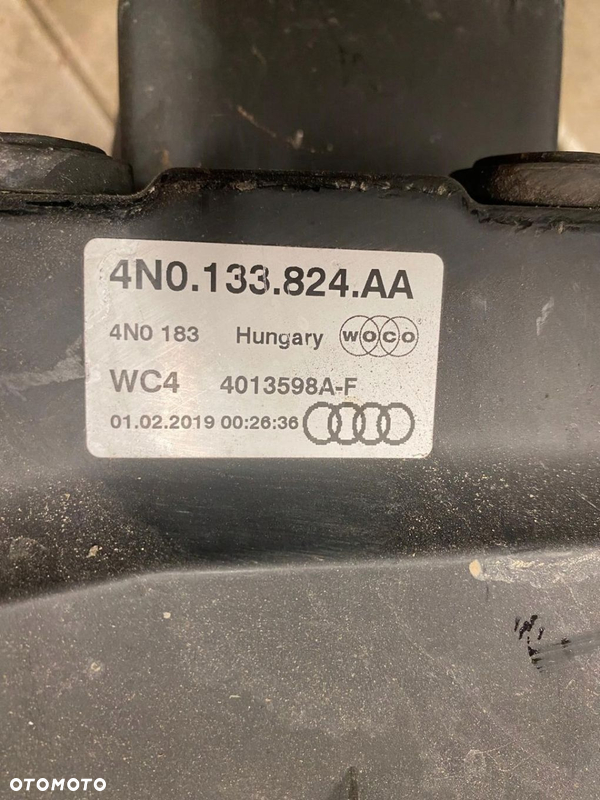 4N0.133.824.AA
4N0 183 Hungary WOCO
WC4 4013598A-F
01.02.2019 00:26:36
OTOMOTO